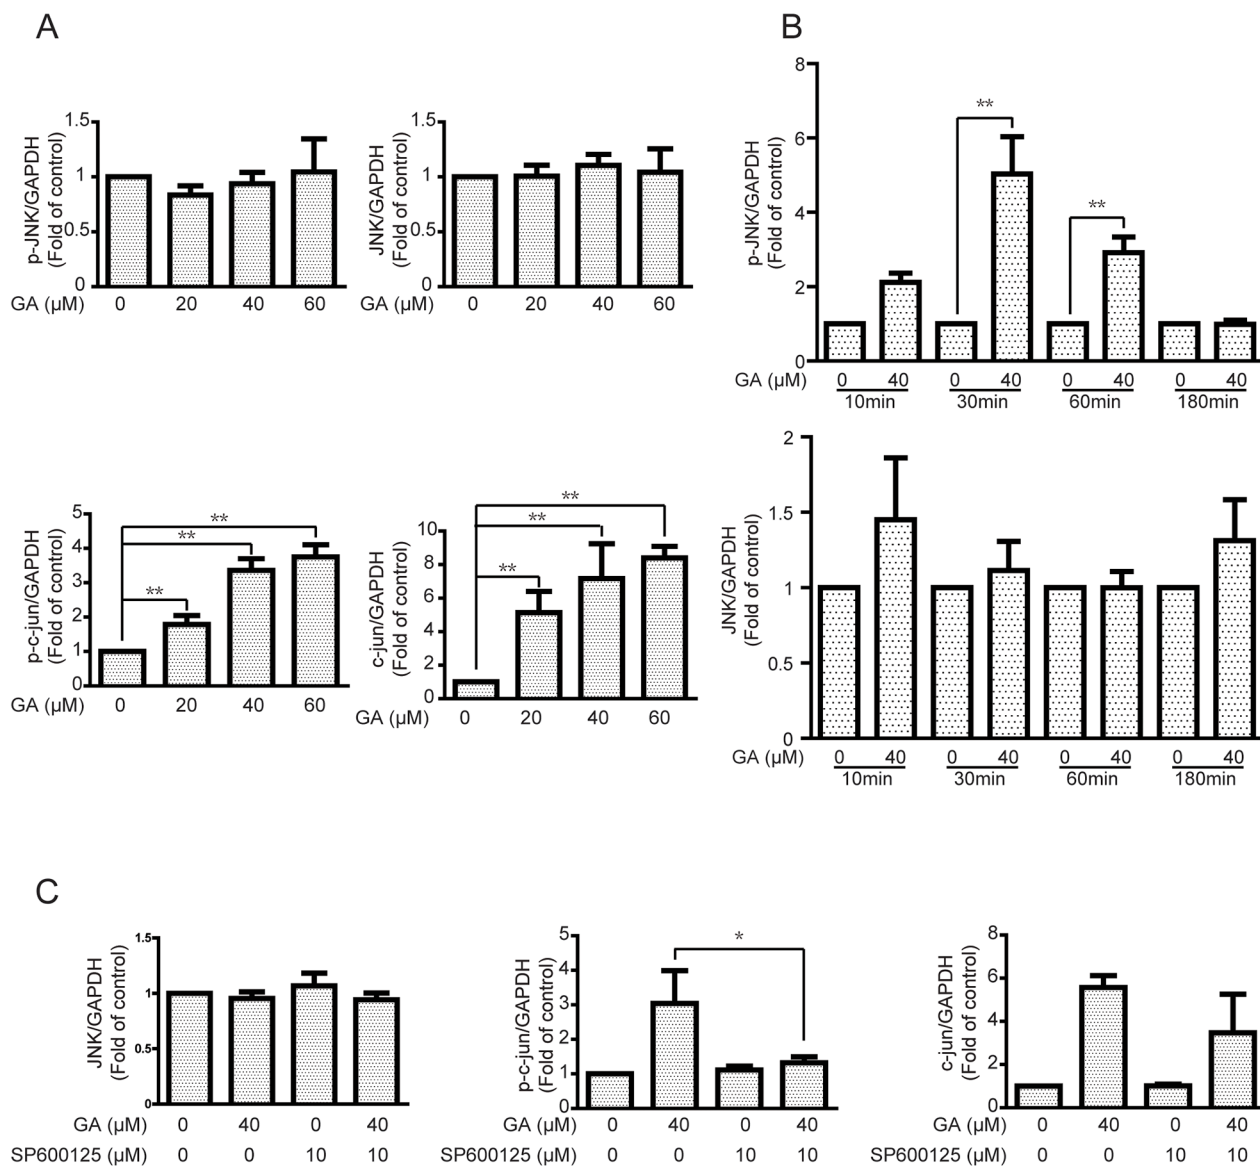 A
p-JNK/GAPDH
(Fold of control)
1.5
1
0.5
0
GA (μM) 0 20 40 60
JNK/GAPDH
(Fold of control)
1.5
1
0.5
0
GA (μM) 0 20 40 60
p-c-jun/GAPDH
(Fold of control)
5
4
3
2
1
0
** ** **
GA (μM) 0 20 40 60
c-jun/GAPDH
(Fold of control)
10
8
6
4
2
0
** ** **
GA (μM) 0 20 40 60
B
p-JNK/GAPDH
(Fold of control)
8
6
4
2
0
** **
GA (μM) 0 40 0 40 0 40 0 40
10min 30min 60min 180min
JNK/GAPDH
(Fold of control)
2
1.5
1
0.5
0
GA (μM) 0 40 0 40 0 40 0 40
10min 30min 60min 180min
C
JNK/GAPDH
(Fold of control)
1.5
1
0.5
0
GA (μM) 0 40 0 40
SP600125 (μM) 0 0 10 10
p-c-jun/GAPDH
(Fold of control)
5
4
3
2
1
0
*
GA (μM) 0 40 0 40
SP600125 (μM) 0 0 10 10
c-jun/GAPDH
(Fold of control)
8
6
4
2
0
GA (μM) 0 40 0 40
SP600125 (μM) 0 0 10 10